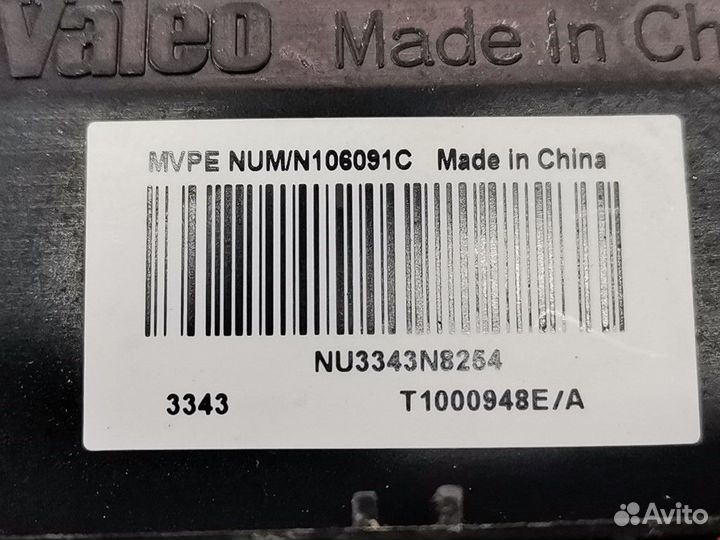 Valeo Made in Ch
MVPE NUM/N106091C Made in China
NU3343N8254
3343 T1000948E/A
Avito